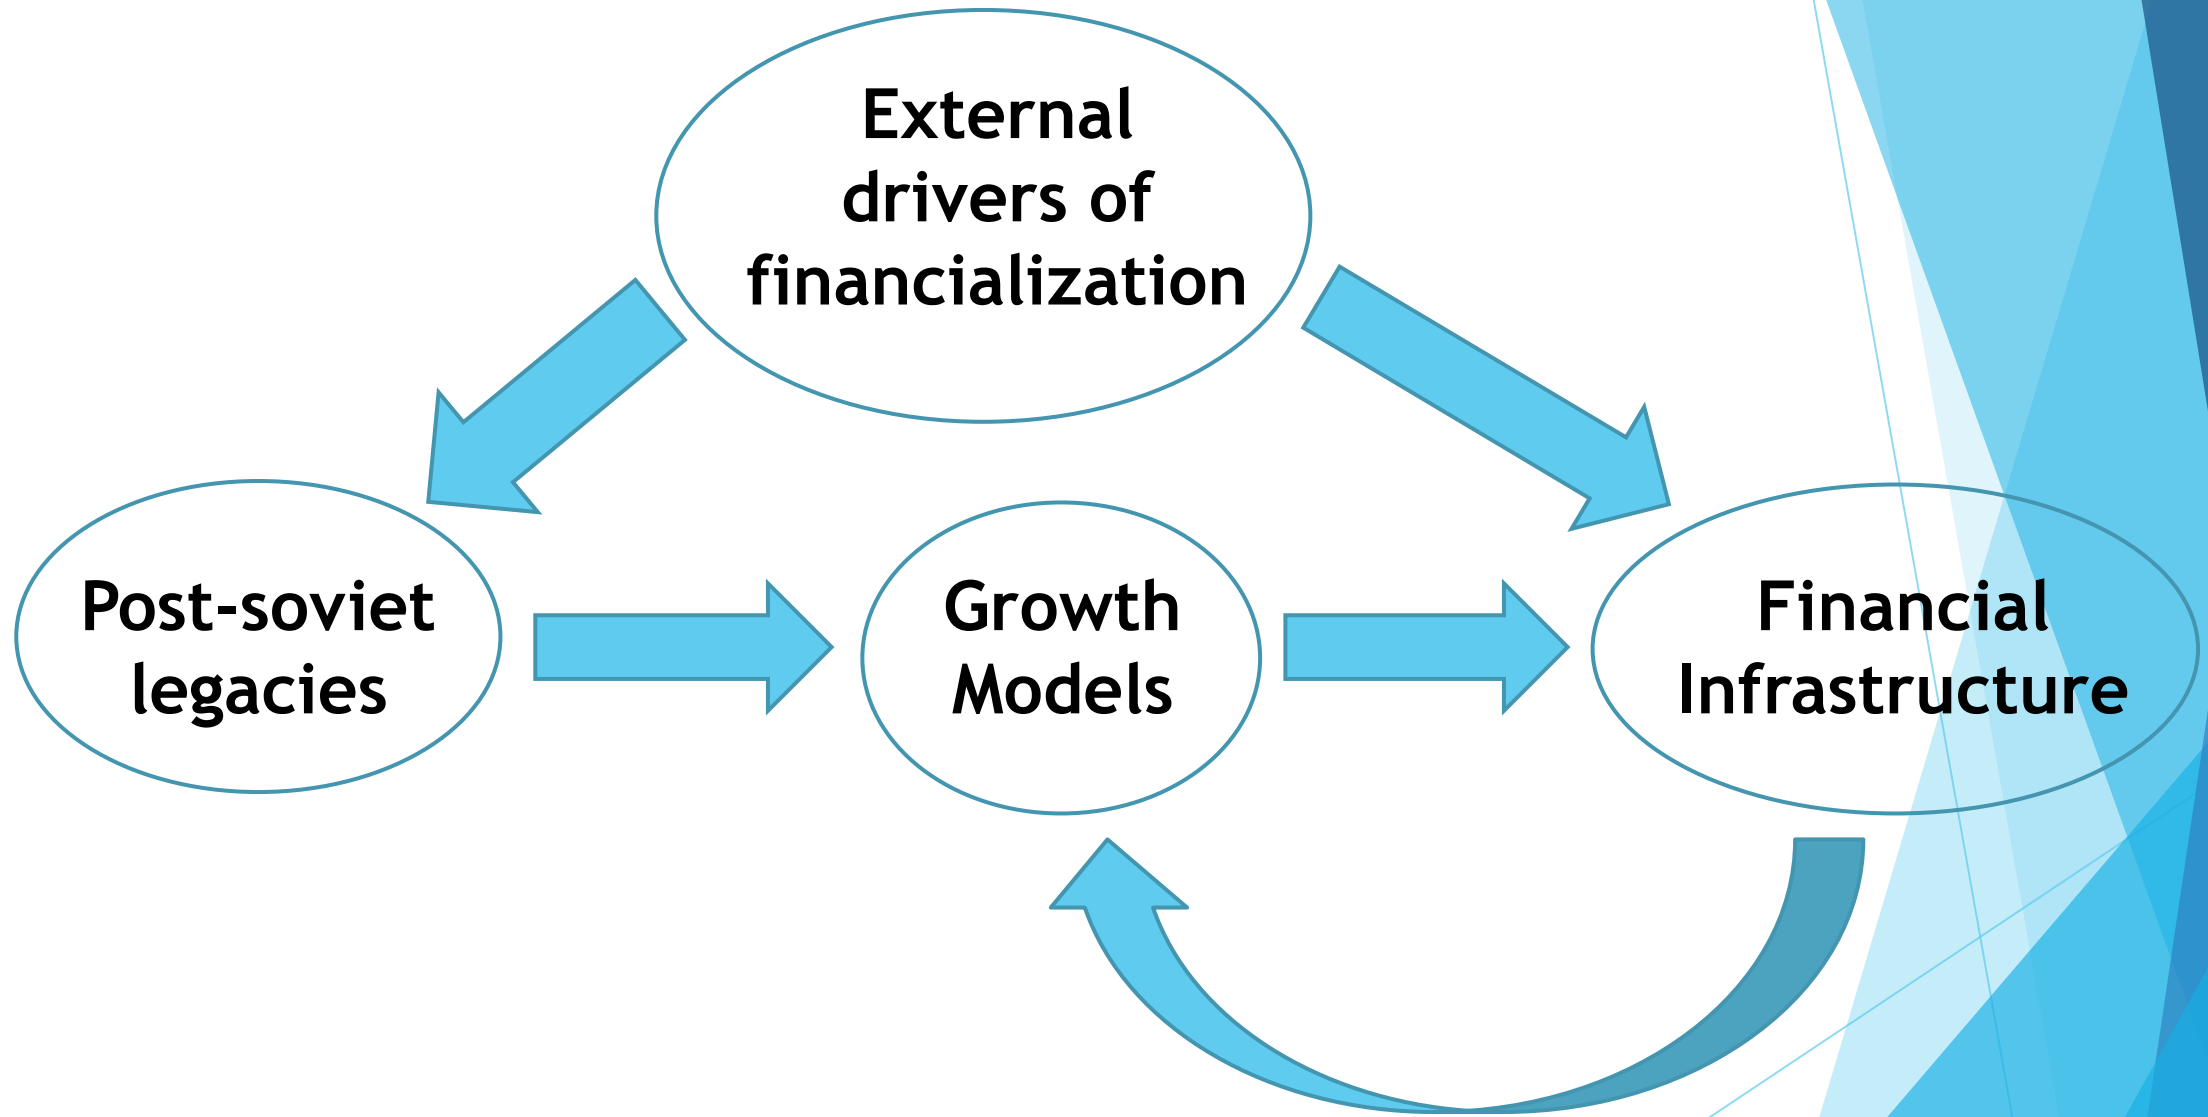 External
drivers of
financialization
Post-soviet
legacies
Growth
Models
Financial
Infrastructure